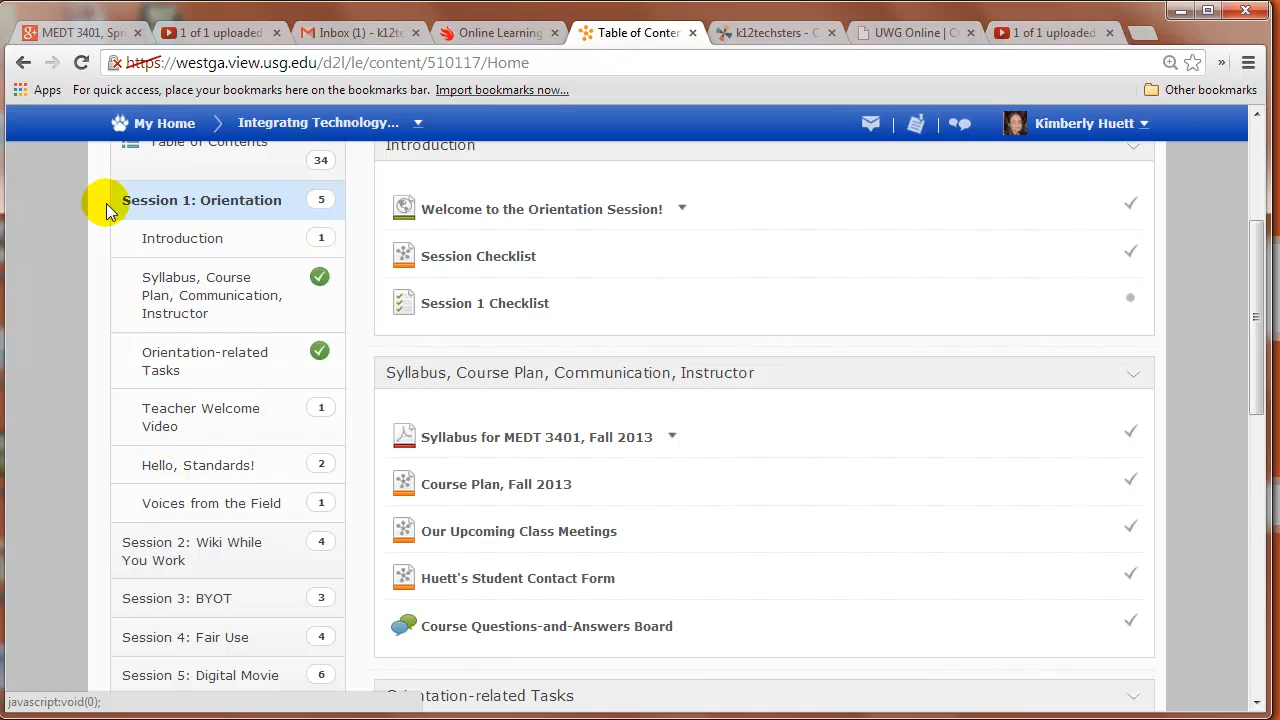 MEDT 3401, Spr
1 of 1 uploaded
Inbox (1) - k12te
Online Learning
Table of Conter
k12techsters - C
UWG Online | C
1 of 1 uploaded
https://westga.view.usg.edu/d2l/le/content/510117/Home
»
Apps
For quick access, place your bookmarks here on the bookmarks bar.
Import bookmarks now...
Other bookmarks
My Home
Integratng Technology...
Kimberly Huett
Table of Contents
34
Session 1: Orientation
5
Introduction
1
Syllabus, Course
Plan, Communication,
Instructor
Orientation-related
Tasks
Teacher Welcome
Video
1
Hello, Standards!
2
Voices from the Field
1
Session 2: Wiki While
You Work
4
Session 3: BYOT
3
Session 4: Fair Use
4
Session 5: Digital Movie
6
Introduction
Welcome to the Orientation Session!
Session Checklist
Session 1 Checklist
Syllabus, Course Plan, Communication, Instructor
Syllabus for MEDT 3401, Fall 2013
Course Plan, Fall 2013
Our Upcoming Class Meetings
Huett's Student Contact Form
Course Questions-and-Answers Board
Orientation-related Tasks
javascript:void(0);